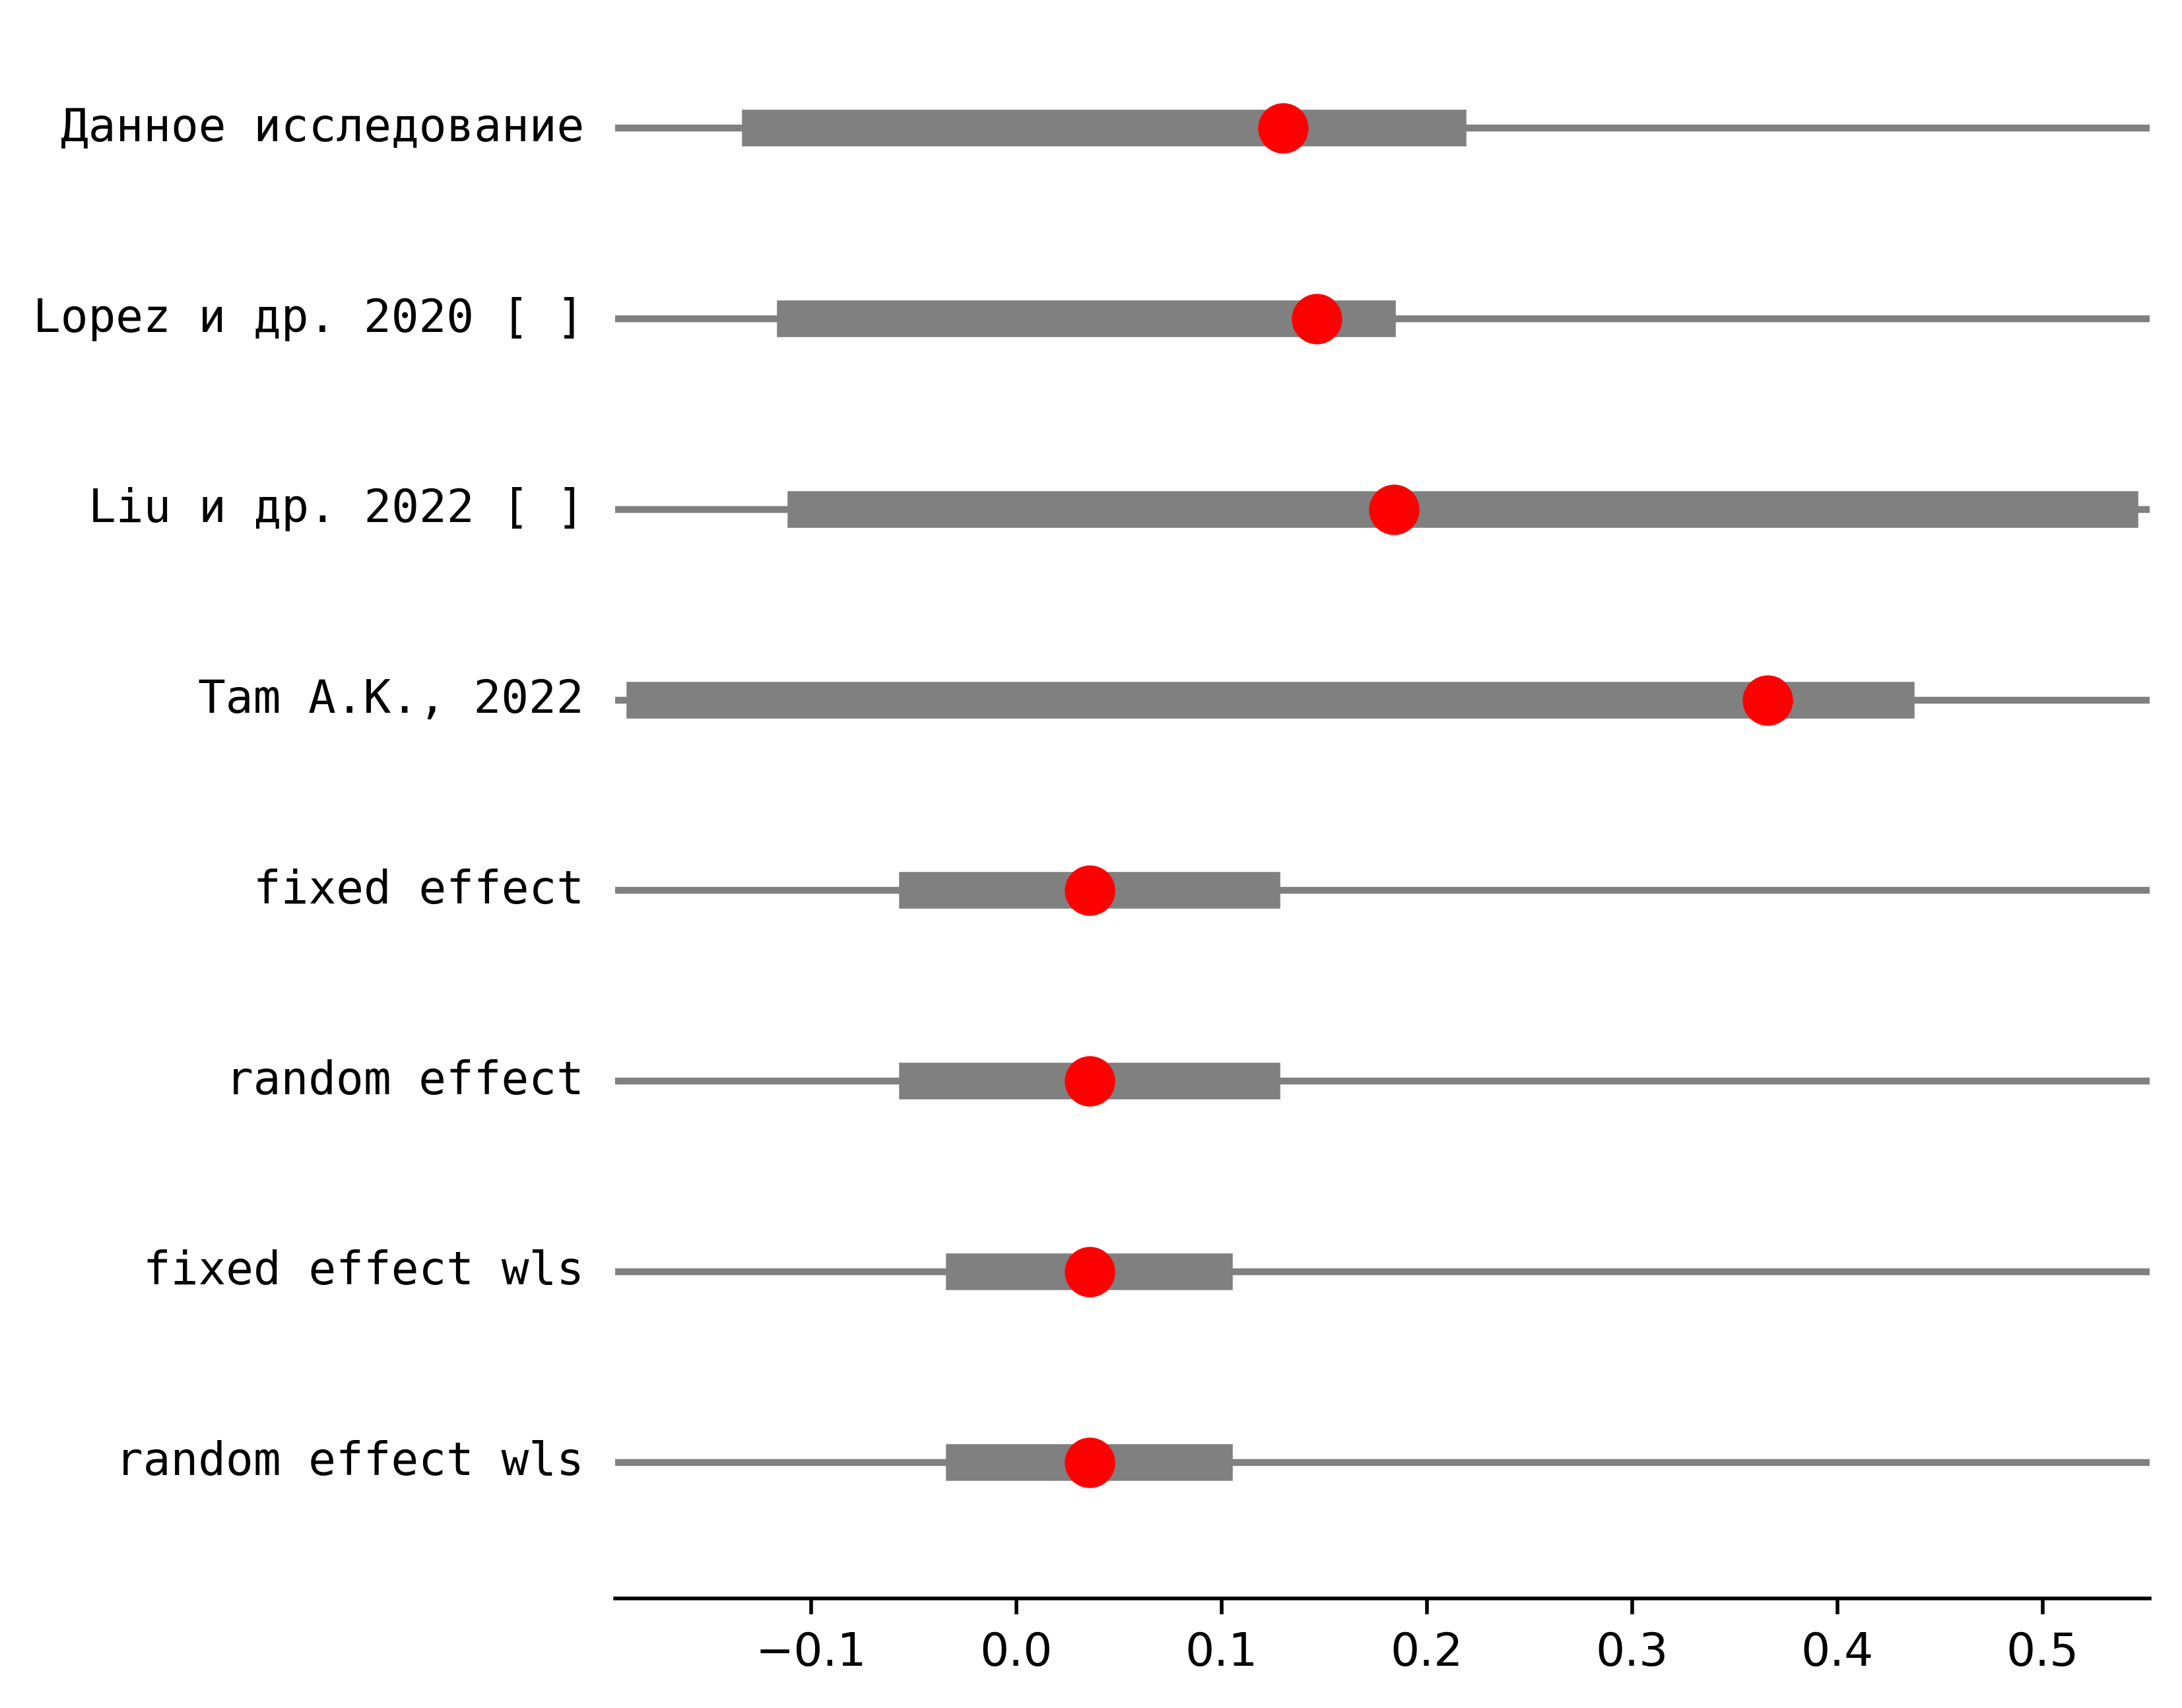 Данное исследование
Lopez и др. 2020 [ ]
Liu и др. 2022 [ ]
Tam A.K., 2022
fixed effect
random effect
fixed effect wls
random effect wls
−0.1 0.0 0.1 0.2 0.3 0.4 0.5